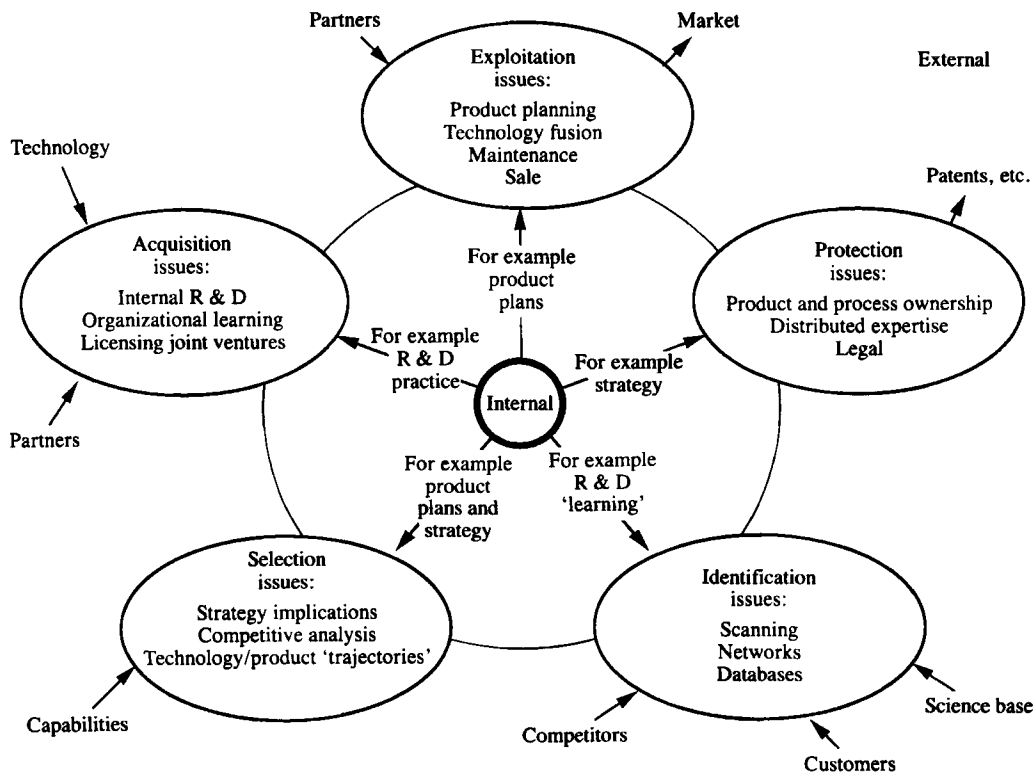 Partners
Market
External
Exploitation
issues:
Product planning
Technology fusion
Maintenance
Sale
Technology
Patents, etc.
Acquisition
issues:
Internal R & D
Organizational learning
Licensing joint ventures
Protection
issues:
Product and process ownership
Distributed expertise
Legal
For example
product
plans
For example
R & D
practice
For example
strategy
Internal
Partners
For example
product
plans and
strategy
For example
R & D
‘learning’
Selection
issues:
Strategy implications
Competitive analysis
Technology/product ‘trajectories’
Identification
issues:
Scanning
Networks
Databases
Capabilities
Competitors
Customers
Science base